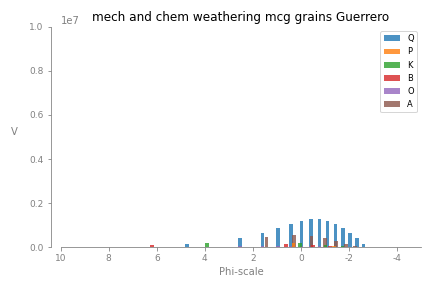 mech and chem weathering mcg grains Guerrero
1e7
1.0
0.8
0.6
0.4
0.2
0.0
V
10 8 6 4 2 0 -2 -4
Phi-scale
Q
P
K
B
O
A